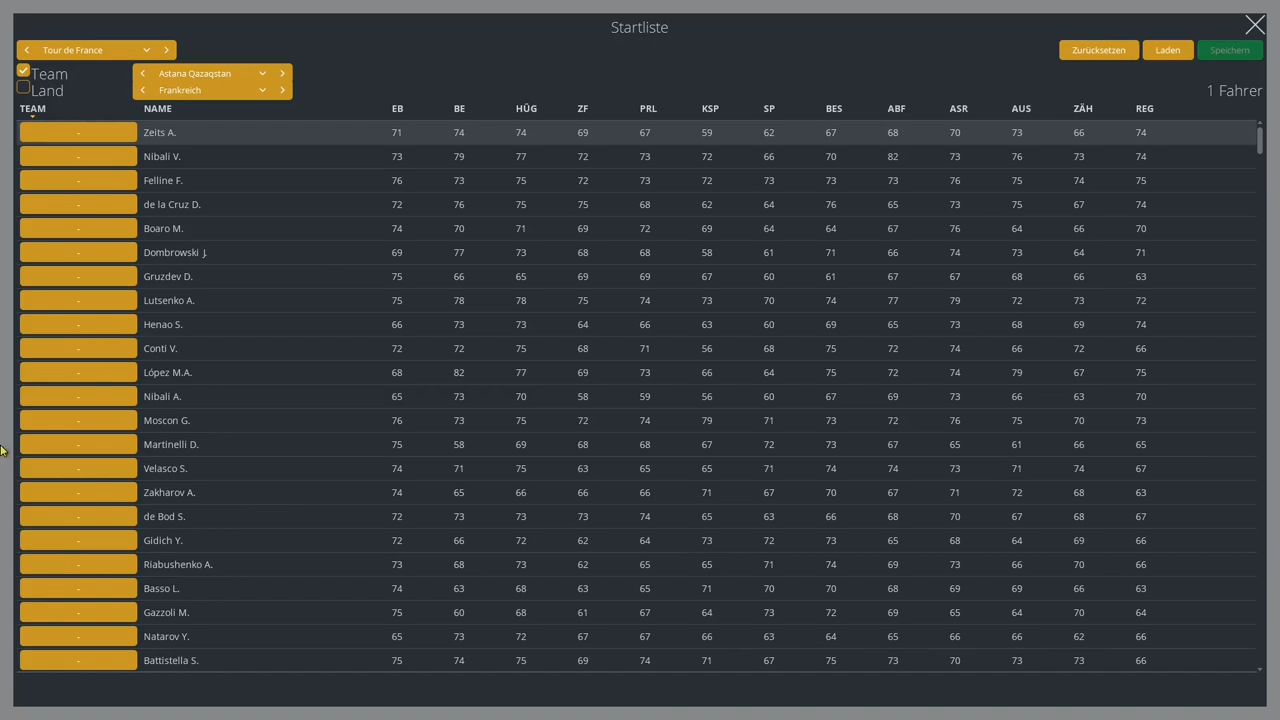 Startliste
Tour de France
Zurücksetzen Laden Speichern
Team Astana Qazaqstan
Land Frankreich 1 Fahrer
TEAM NAME EB BE HÜG ZF PRL KSP SP BES ABF ASR AUS ZÄH REG
- Zeits A. 71 74 74 69 67 59 62 67 68 70 73 66 74
- Nibali V. 73 79 77 72 73 72 66 70 82 73 76 73 74
- Felline F. 76 73 75 72 73 72 73 73 73 76 75 74 75
- de la Cruz D. 72 76 75 75 68 62 64 76 65 73 75 67 74
- Boaro M. 74 70 71 69 72 69 64 64 67 76 64 66 70
- Dombrowski J. 69 77 73 68 68 58 61 71 66 74 73 64 71
- Gruzdev D. 75 66 65 69 69 67 60 61 67 67 68 66 63
- Lutsenko A. 75 78 78 75 74 73 70 74 77 79 72 73 72
- Henao S. 66 73 73 64 66 63 60 69 65 73 68 69 74
- Conti V. 72 72 75 68 71 56 68 75 72 74 66 72 66
- López M.A. 68 82 77 69 73 66 64 75 72 74 79 67 75
- Nibali A. 65 73 70 58 59 56 60 67 69 73 66 63 70
- Moscon G. 76 73 75 72 74 79 71 73 72 76 75 70 73
- Martinelli D. 75 58 69 68 68 67 72 73 67 65 61 66 65
- Velasco S. 74 71 75 63 65 65 71 74 74 73 71 74 67
- Zakharov A. 74 65 66 66 66 71 67 70 67 71 72 68 63
- de Bod S. 72 73 73 73 74 65 63 66 68 70 67 68 67
- Gidich Y. 72 66 72 62 64 73 72 73 65 68 64 69 66
- Riabushenko A. 73 68 73 62 65 65 71 74 69 73 66 70 66
- Basso L. 74 63 68 63 65 71 70 70 68 69 69 66 63
- Gazzoli M. 75 60 68 61 67 64 73 72 69 65 64 70 64
- Natarov Y. 65 73 72 67 67 66 63 64 65 66 66 62 70
- Battistella S. 75 74 75 69 74 71 67 75 73 70 73 73 66